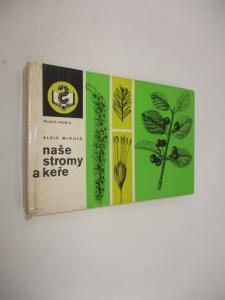 MLADÁ FRONTA
ALOIS MIKULA
naše
stromy
a keře